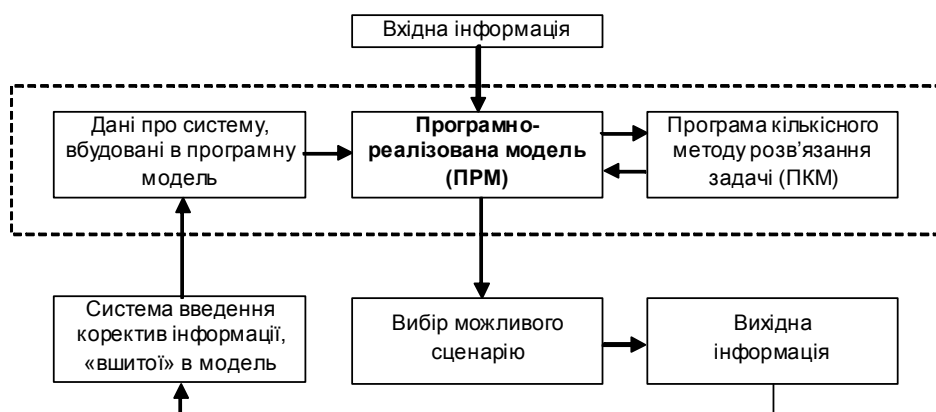 Вхідна інформація
Дані про систему,
вбудовані в програмну
модель
Програмно-
реалізована модель
(ПРМ)
Програма кількісного
методу розв'язання
задачі (ПКМ)
Система введення
коректив інформації,
«вшитої» в модель
Вибір можливого
сценарію
Вихідна
інформація